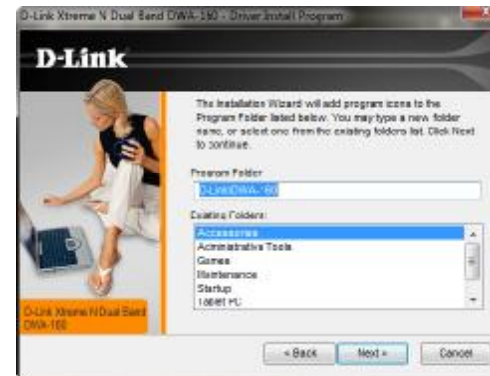 D-Link Xtreme N Dual Band DWA-160 - Driver Install Program
D-Link
The Installation Wizard will add program icons to the
Program Folder listed below. You may type a new folder
name, or select one from the existing folders list. Click Next
to continue.
Program Folder
D-Link\DWA-160
Existing Folders:
Accessories
Administrative Tools
Games
Maintenance
Startup
Tablet PC
D-Link Xtreme N Dual Band
DWA-160
< Back
Next >
Cancel